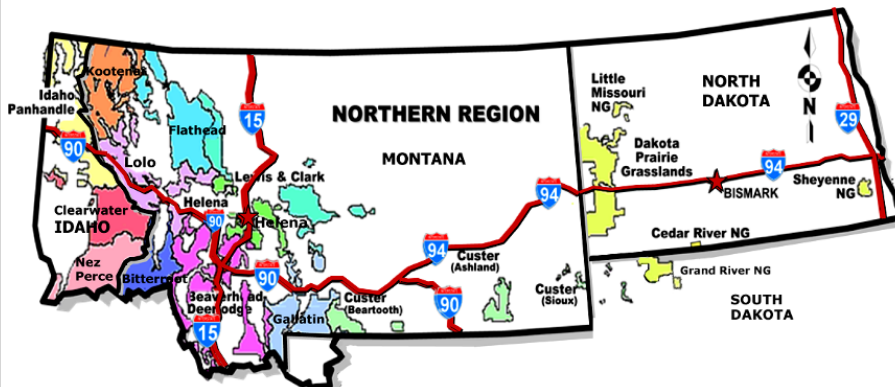 Kootenai
Idaho
Panhandle
90
Lolo
Flathead
15
NORTHERN REGION
MONTANA
Little
Missouri
NG
NORTH
DAKOTA
N
29
Dakota
Prairie
Grasslands
94
BISMARK
Sheyenne
NG
Lewis & Clark
Helena
90
Helena
94
Clearwater
IDAHO
Nez
Perce
Bitterroot
90
Beaverhead
Deerlodge
15
Gallatin
Custer
(Beartooth)
94
Custer
(Ashland)
90
Custer
(Sioux)
Cedar River NG
Grand River NG
SOUTH
DAKOTA